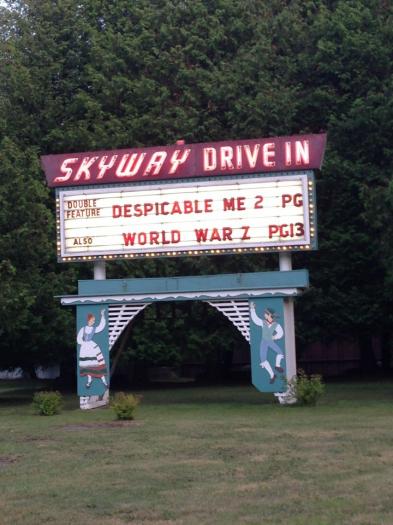 SKYWAY DRIVE IN
DOUBLE FEATURE DESPICABLE ME 2 PG
ALSO WORLD WAR Z PG13